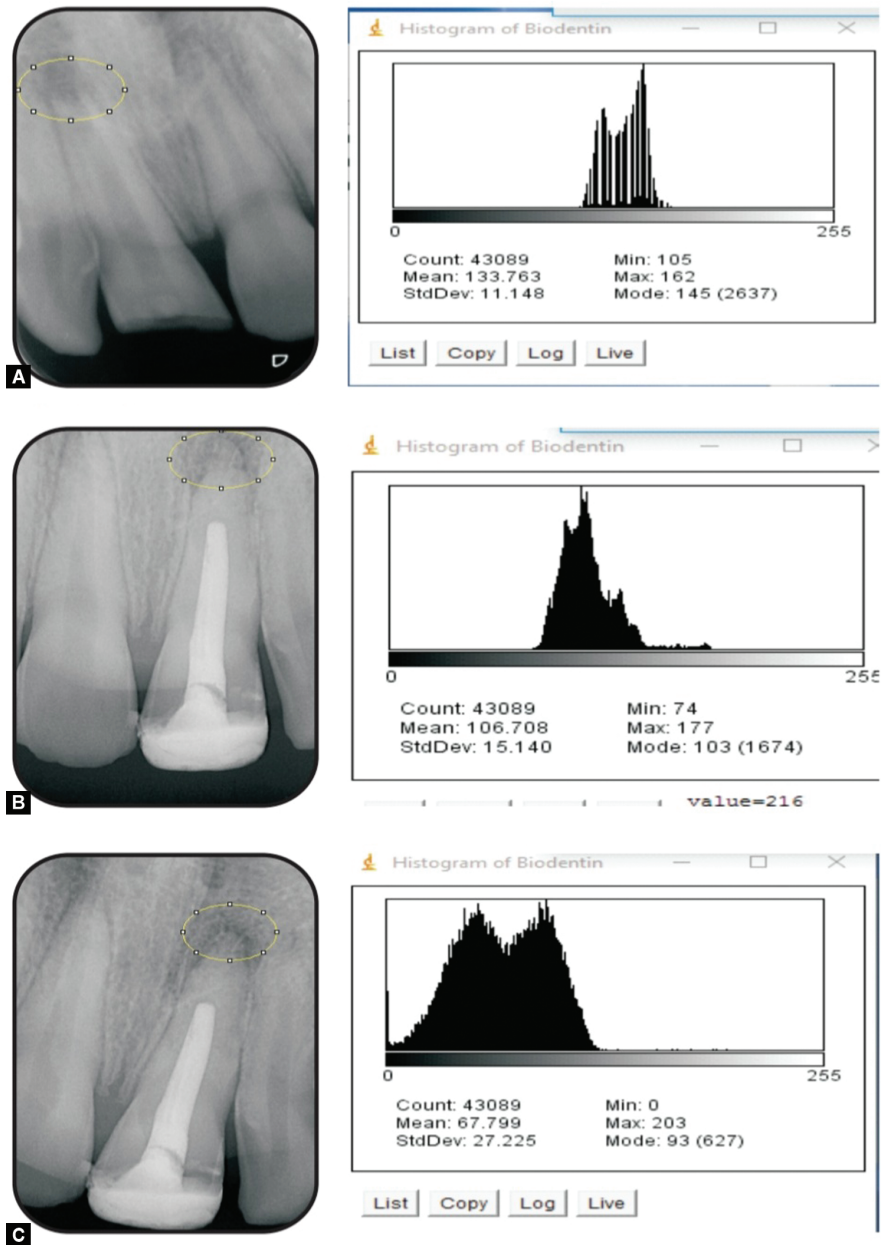 Histogram of Biodentin
0 255
Count: 43089 Min: 105
Mean: 133.763 Max: 162
StdDev: 11.148 Mode: 145 (2637)
List Copy Log Live
D
A
Histogram of Biodentin
0 255
Count: 43089 Min: 74
Mean: 106.708 Max: 177
StdDev: 15.140 Mode: 103 (1674)
value=216
B
Histogram of Biodentin
0 255
Count: 43089 Min: 0
Mean: 67.799 Max: 203
StdDev: 27.225 Mode: 93 (627)
List Copy Log Live
C